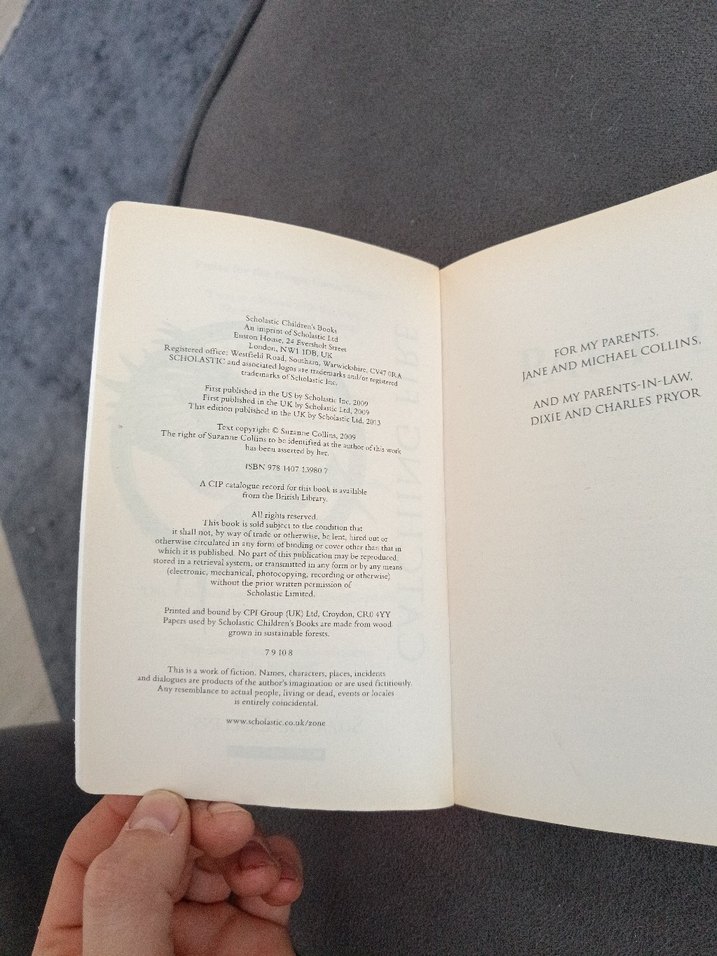 Scholastic Children's Books
An imprint of Scholastic Ltd
Euston House, 24 Eversholt Street
London, NW1 1DB, UK
Registered office: Westfield Road, Southam, Warwickshire, CV47 0RA
SCHOLASTIC and associated logos are trademarks and/or registered
trademarks of Scholastic Inc.
First published in the US by Scholastic Inc. 2009
First published in the UK by Scholastic Ltd, 2009
This edition published in the UK by Scholastic Ltd, 2013
Text copyright © Suzanne Collins, 2009
The right of Suzanne Collins to be identified as the author of this work
has been asserted by her.
ISBN 978 1407 13980 7
A CIP catalogue record for this book is available
from the British Library.
All rights reserved.
This book is sold subject to the condition that
it shall not, by way of trade or otherwise, be lent, hired out or
otherwise circulated in any form of binding or cover other than that in
which it is published. No part of this publication may be reproduced,
stored in a retrieval system, or transmitted in any form or by any means
(electronic, mechanical, photocopying, recording or otherwise)
without the prior written permission of
Scholastic Limited.
Printed and bound by CPI Group (UK) Ltd, Croydon, CR0 4YY
Papers used by Scholastic Children's Books are made from wood
grown in sustainable forests.
7 9 10 8
This is a work of fiction. Names, characters, places, incidents
and dialogues are products of the author's imagination or are used fictitiously.
Any resemblance to actual people, living or dead, events or locales
is entirely coincidental.
www.scholastic.co.uk/zone
FOR MY PARENTS,
JANE AND MICHAEL COLLINS,
AND MY PARENTS-IN-LAW,
DIXIE AND CHARLES PRYOR